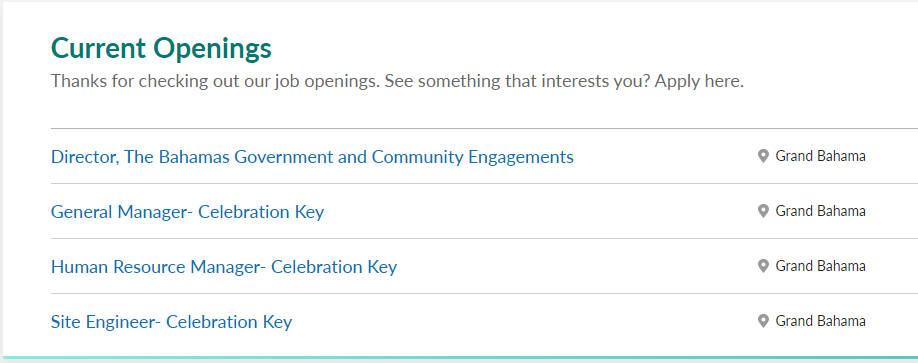 Current Openings
Thanks for checking out our job openings. See something that interests you? Apply here.
Director, The Bahamas Government and Community Engagements Grand Bahama
General Manager- Celebration Key Grand Bahama
Human Resource Manager- Celebration Key Grand Bahama
Site Engineer- Celebration Key Grand Bahama